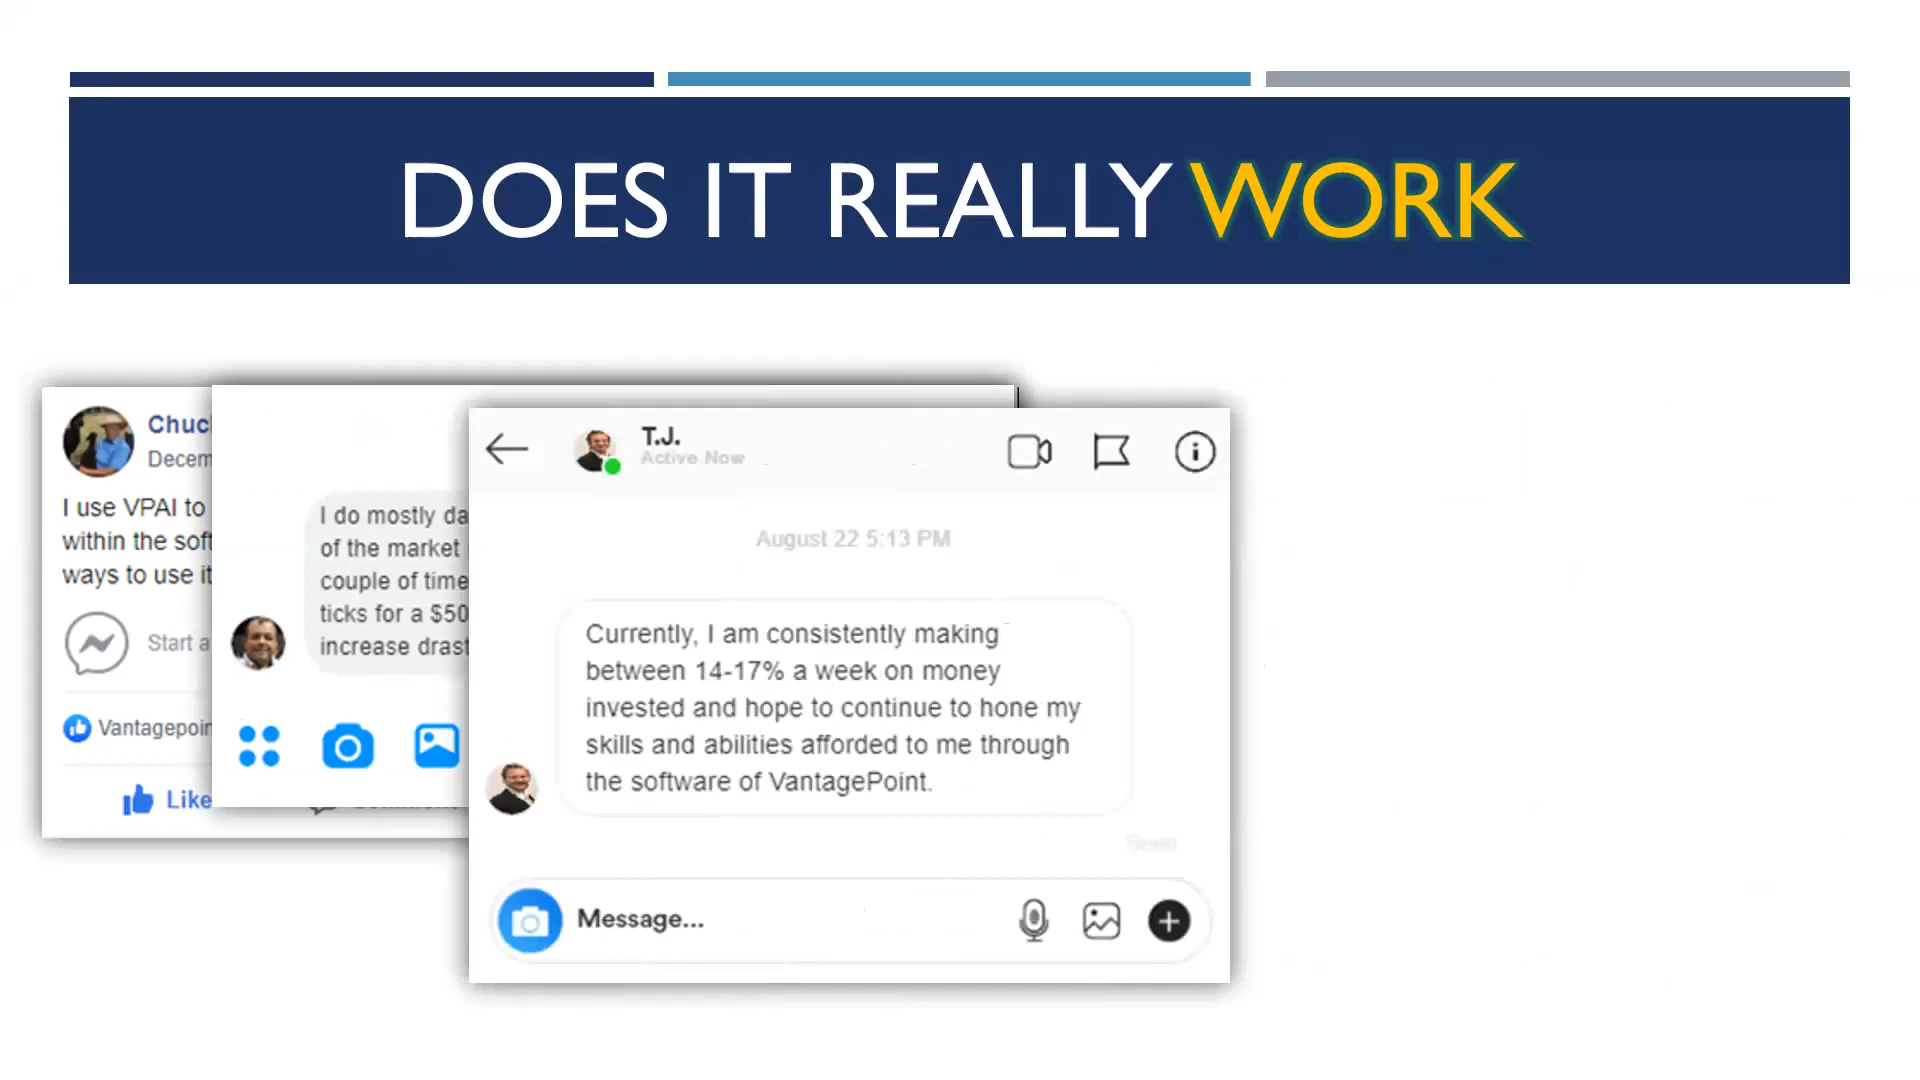 DOES IT REALLY WORK
Chuc
Decem
I use VPAI to
within the soft
ways to use it
Start a
Vantagepoin
Like
I do mostly da
of the market
couple of time
ticks for a $50
increase drast
T.J.
Active Now
August 22 5:13 PM
Currently, I am consistently making
between 14-17% a week on money
invested and hope to continue to hone my
skills and abilities afforded to me through
the software of VantagePoint.
Seen
Message...